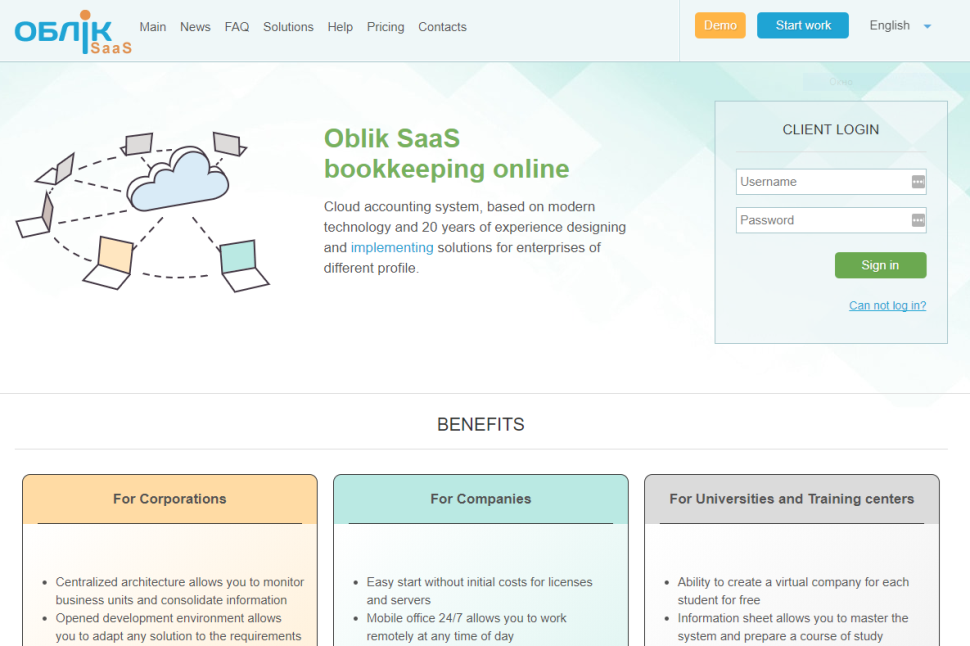 ОБЛІК
SaaS
Main News FAQ Solutions Help Pricing Contacts
Demo
Start work
English
Oblik SaaS
bookkeeping online
Cloud accounting system, based on modern
technology and 20 years of experience designing
and implementing solutions for enterprises of
different profile.
CLIENT LOGIN
Username
Password
Sign in
Can not log in?
BENEFITS
For Corporations
Centralized architecture allows you to monitor
business units and consolidate information
Opened development environment allows
you to adapt any solution to the requirements
For Companies
Easy start without initial costs for licenses
and servers
Mobile office 24/7 allows you to work
remotely at any time of day
For Universities and Training centers
Ability to create a virtual company for each
student for free
Information sheet allows you to master the
system and prepare a course of study